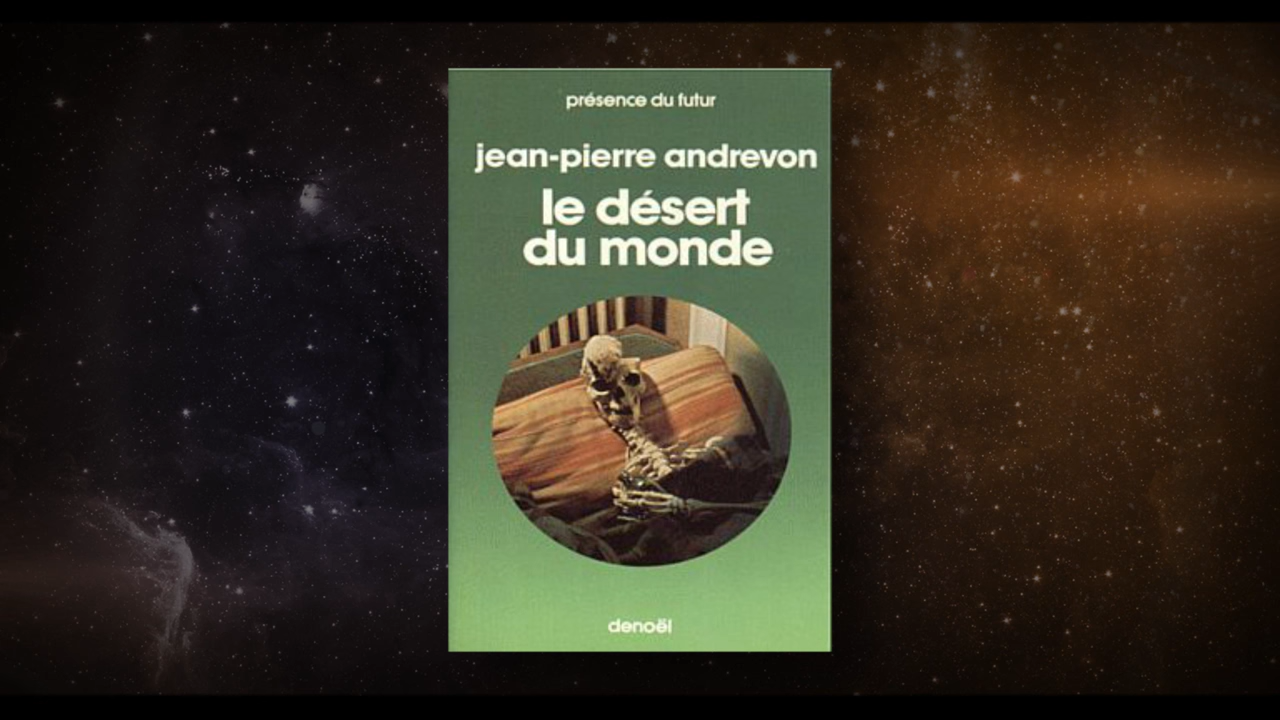 présence du futur
jean-pierre andrevon
le désert
du monde
denoël